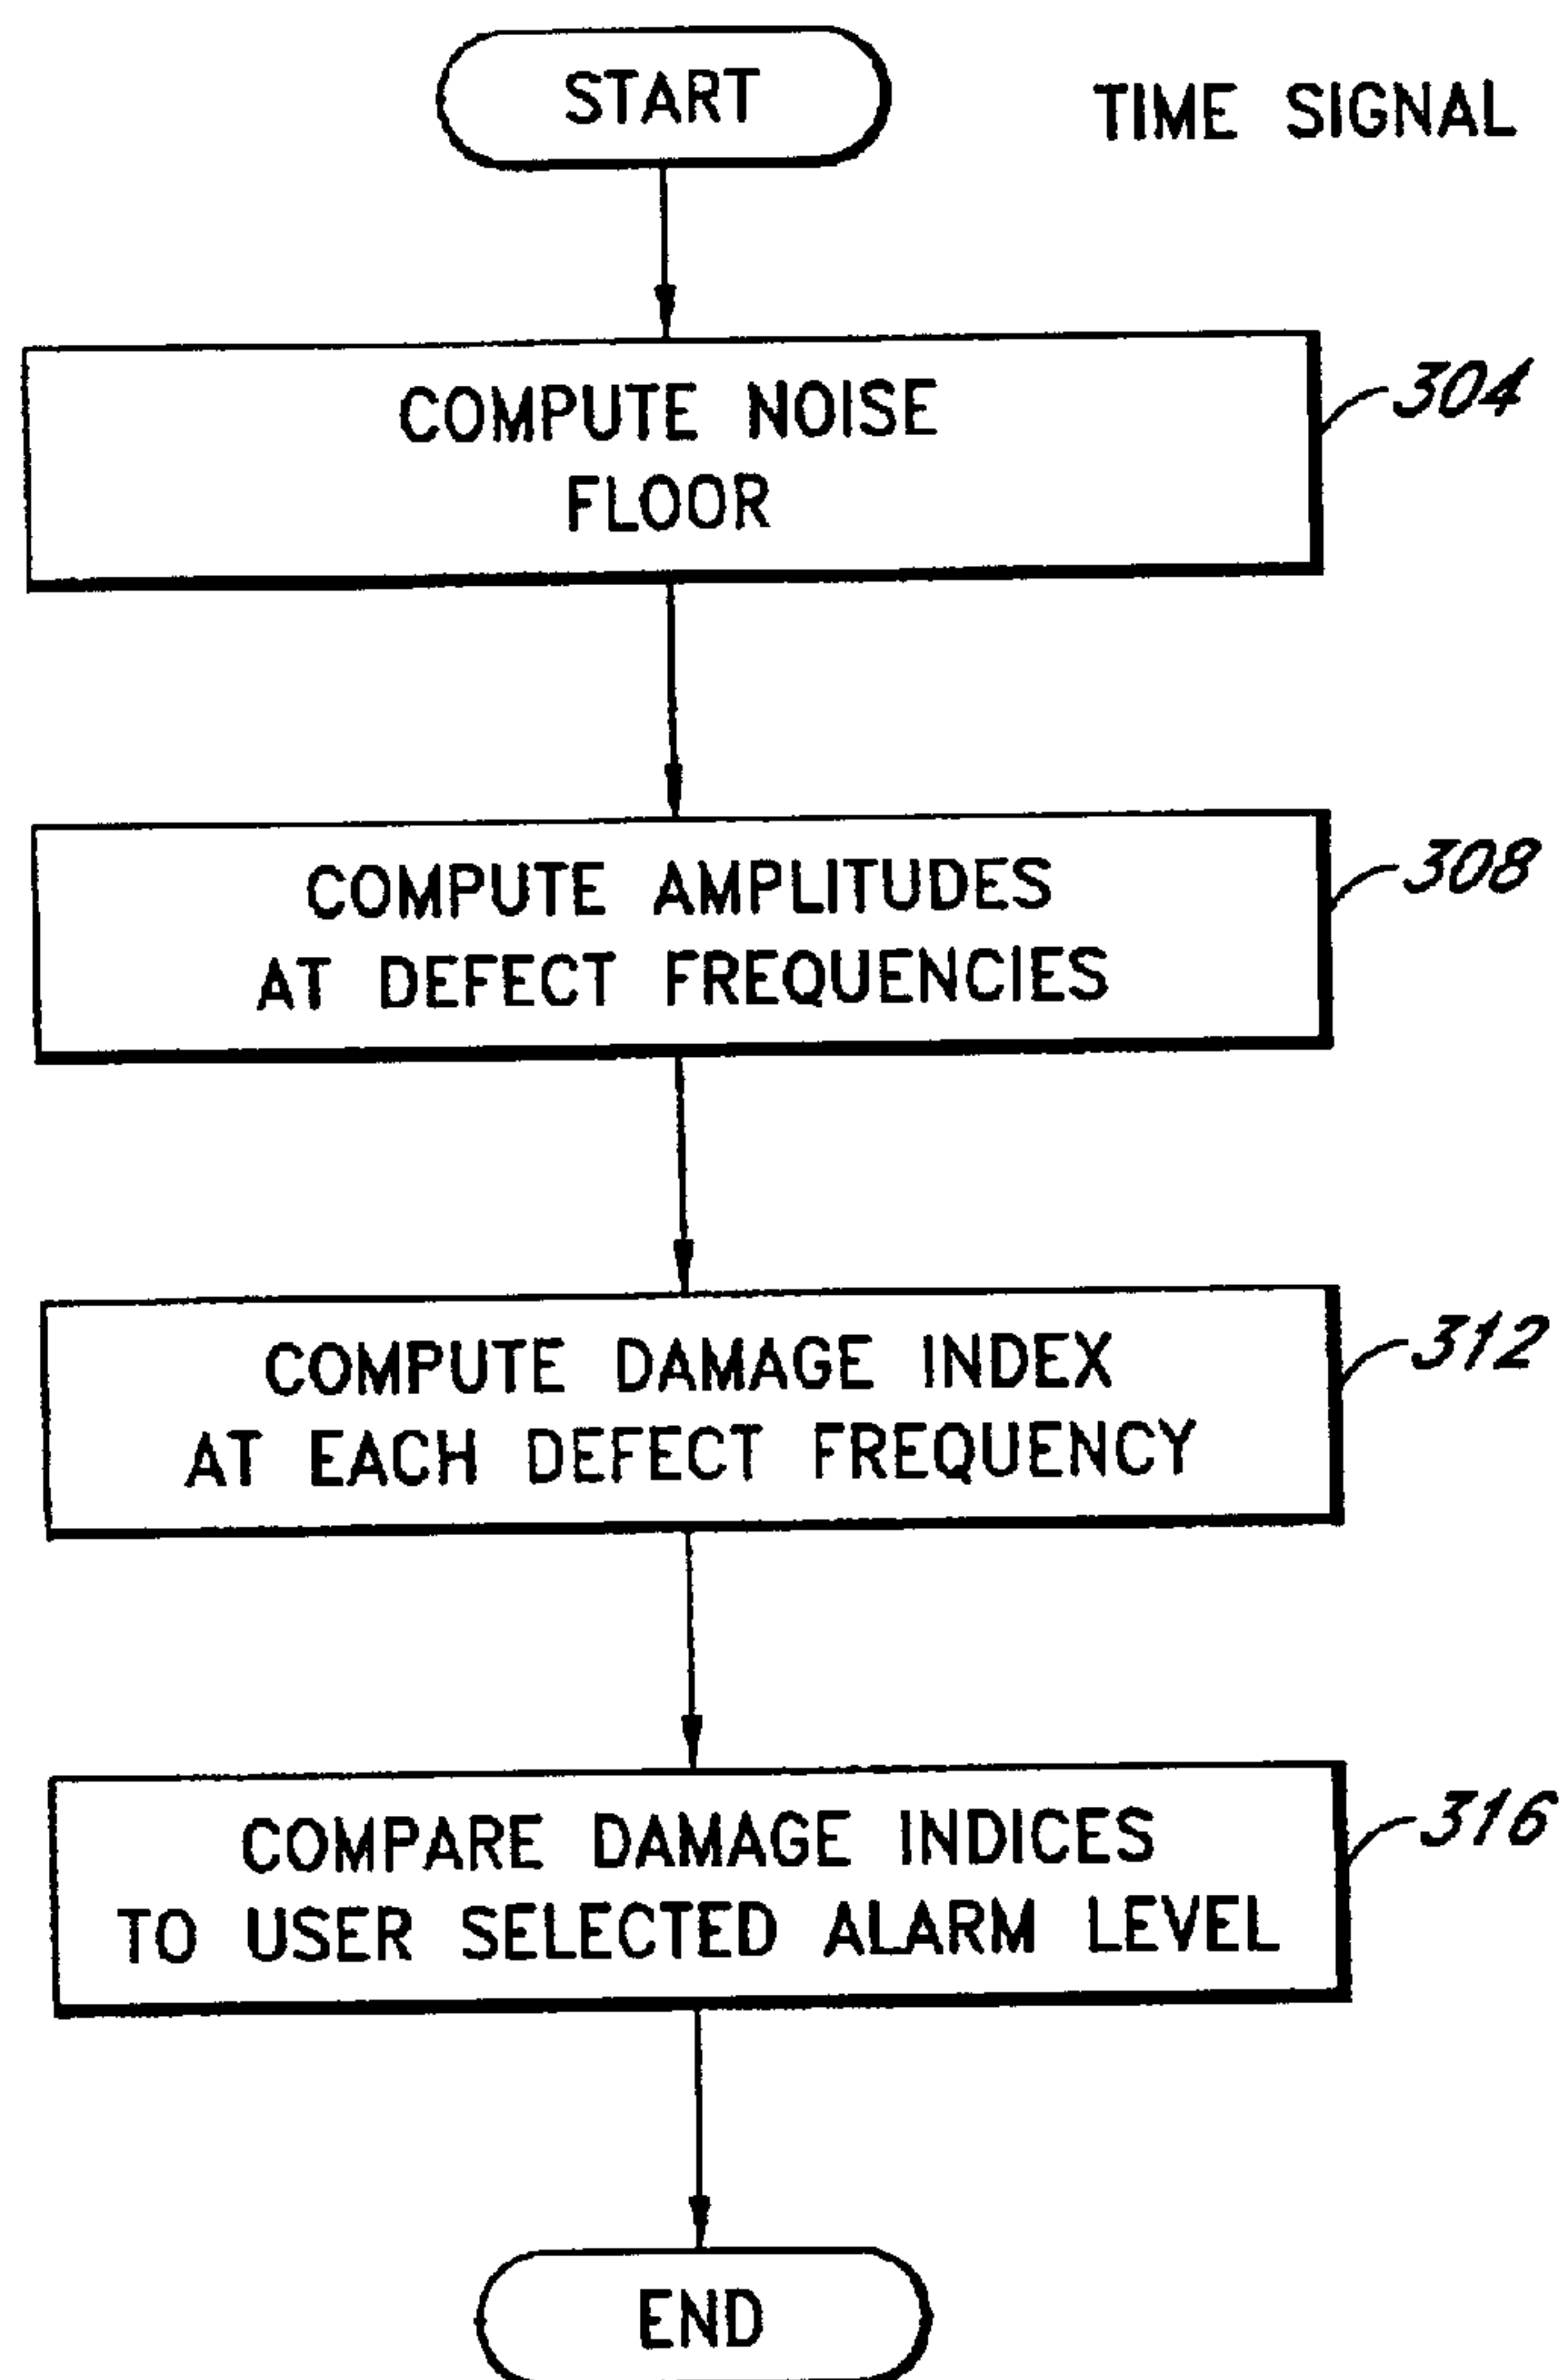 START
TIME SIGNAL
COMPUTE NOISE
FLOOR
304
COMPUTE AMPLITUDES
AT DEFECT FREQUENCIES
308
COMPUTE DAMAGE INDEX
AT EACH DEFECT FREQUENCY
312
COMPARE DAMAGE INDICES
TO USER SELECTED ALARM LEVEL
316
END